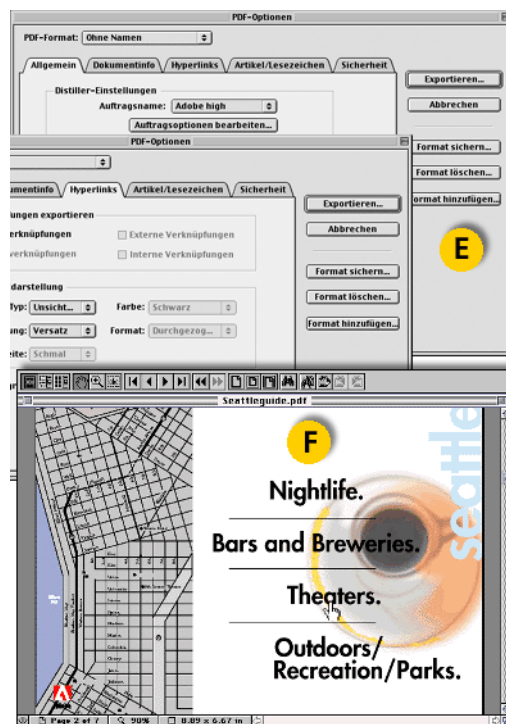 PDF-Optionen
PDF-Format: Ohne Namen
Allgemein Dokumentinfo Hyperlinks Artikel/Lesezeichen Sicherheit
Exportieren...
Abbrechen
Distiller-Einstellungen
Auftragsname: Adobe high
Auftragsoptionen bearbeiten...
Format sichern...
Format löschen...
ormat hinzufügen...
E
PDF-Optionen
umentinfo Hyperlinks Artikel/Lesezeichen Sicherheit
Exportieren...
Abbrechen
fungen exportieren
erknüpfungen Externe Verknüpfungen
verknüpfungen Interne Verknüpfungen
Format sichern...
Format löschen...
Format hinzufügen...
darstellung
Typ: Unsicht... Farbe: Schwarz
ng: Versatz Format: Durchgezog...
eite: Schmal
Seattleguide.pdf
F
seattle
Nightlife.
Bars and Breweries.
Theaters.
Outdoors/
Recreation/Parks.
Page 2 of 7 90% 8.89 x 6.67 in